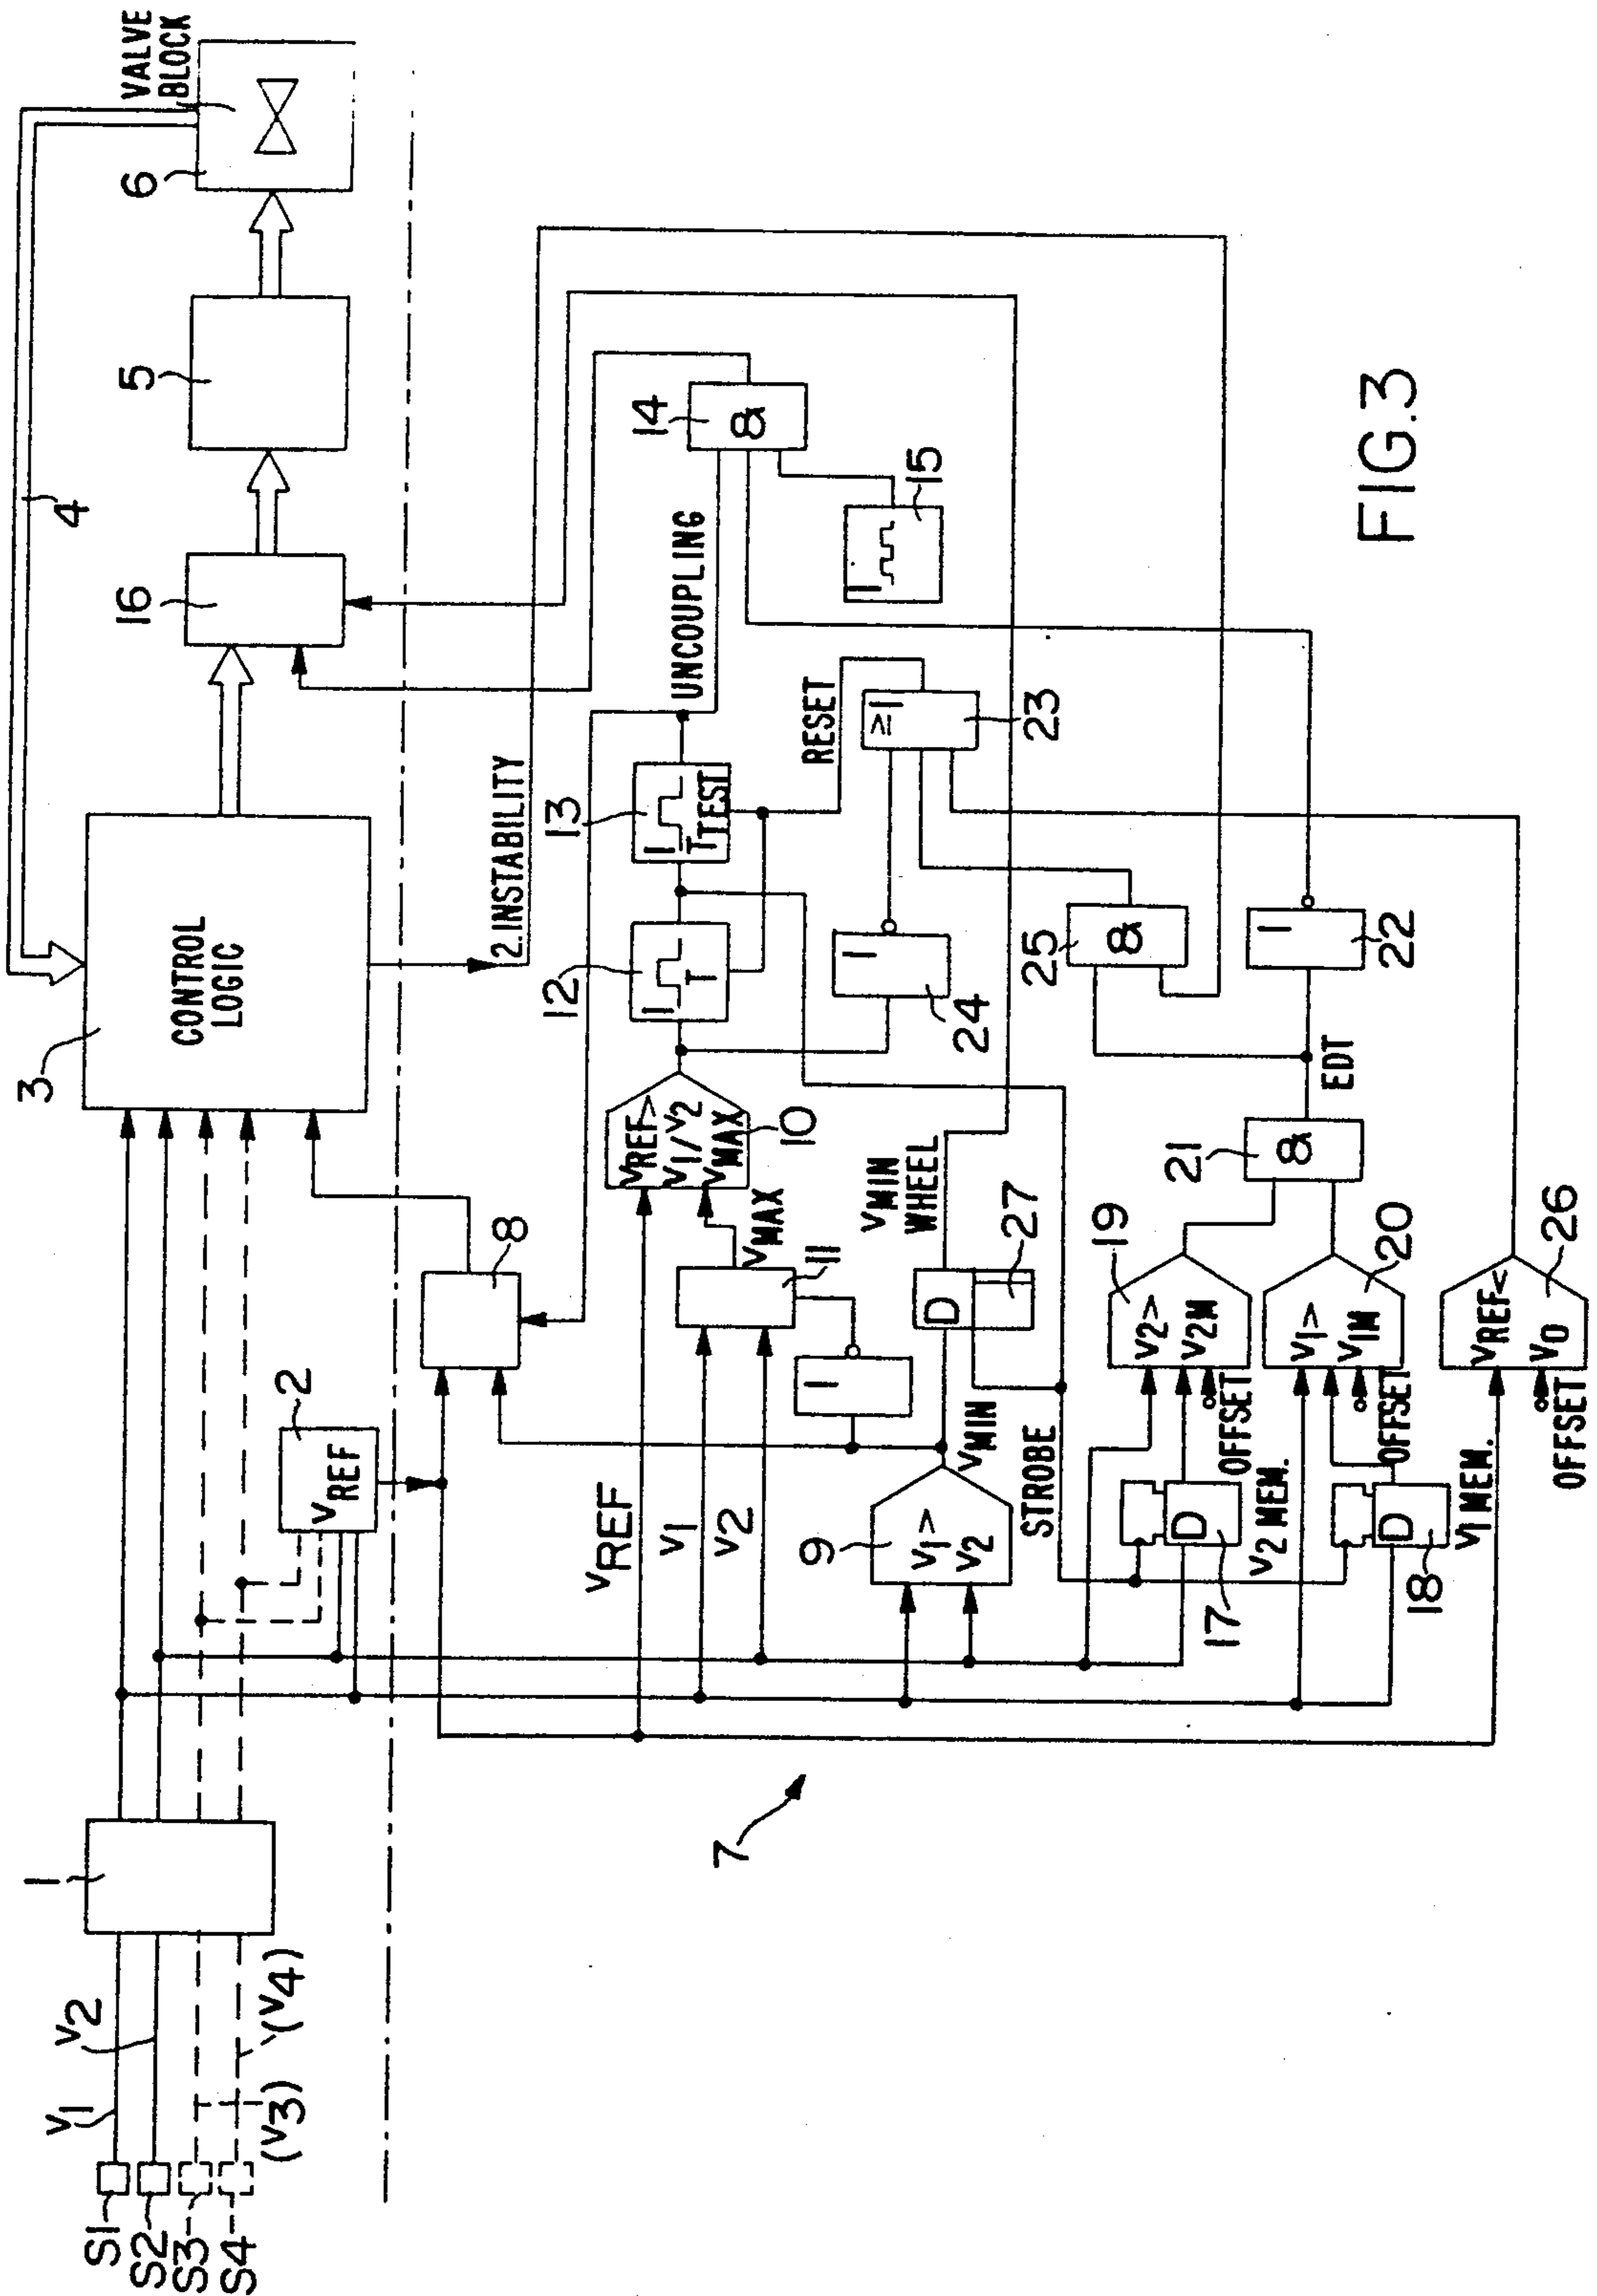 S1
S2
S3
S4
V1
V2
(V3)
(V4)
1
2
VREF
3
CONTROL
LOGIC
4
16
5
6
VALVE
BLOCK
7
8
2.INSTABILITY
VREF
V1
V2
VREF>
V1/V2
VMAX
10
VMAX
11
1
12
1
T
13
1
TTEST
UNCOUPLING
14
&
15
1
RESET
≥1
23
1
24
9
V1>
V2
VMIN
STROBE
D
27
VMIN
WHEEL
17
D
V2 MEM.
OFFSET
18
D
V1 MEM.
OFFSET
19
V2>
V2M
20
V1>
V1M
21
&
EDT
25
&
1
22
VREF<
V0
26
OFFSET
FIG.3